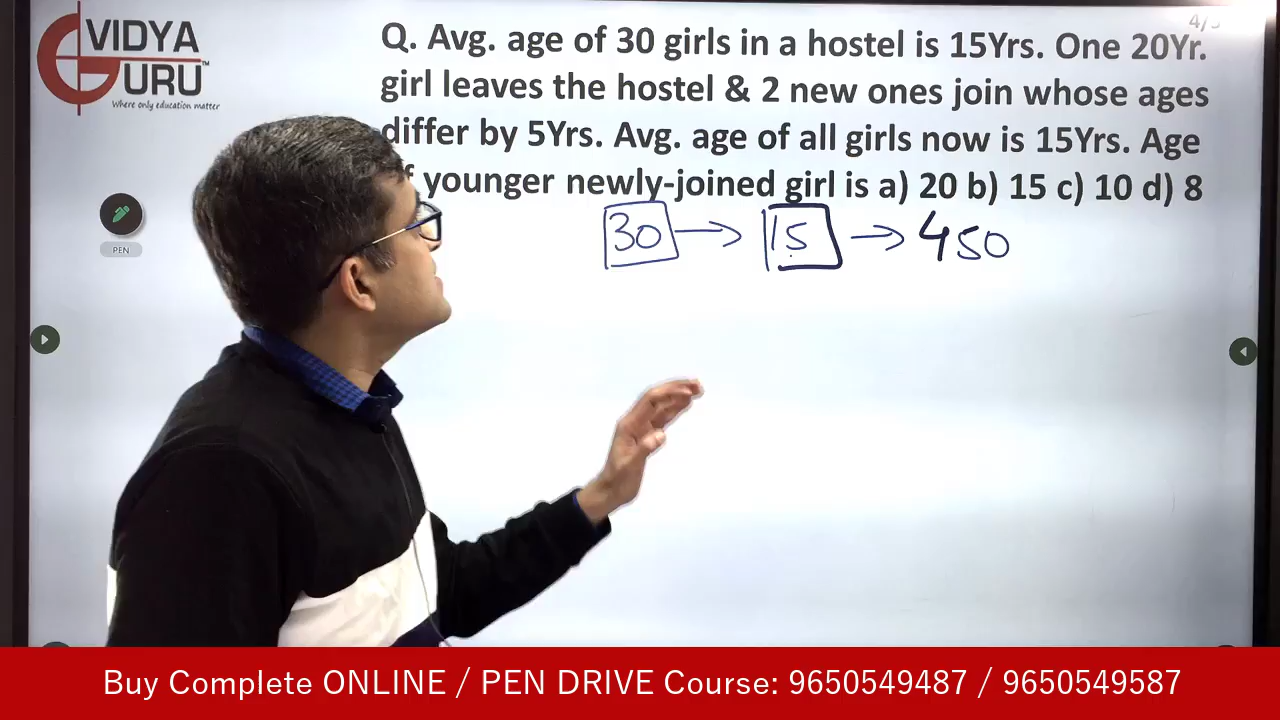 VIDYA
GURU™
Where only education matter
4/5
Q. Avg. age of 30 girls in a hostel is 15Yrs. One 20Yr.
girl leaves the hostel & 2 new ones join whose ages
differ by 5Yrs. Avg. age of all girls now is 15Yrs. Age
younger newly-joined girl is a) 20 b) 15 c) 10 d) 8
30 → 15 → 450
PEN
Buy Complete ONLINE / PEN DRIVE Course: 9650549487 / 9650549587